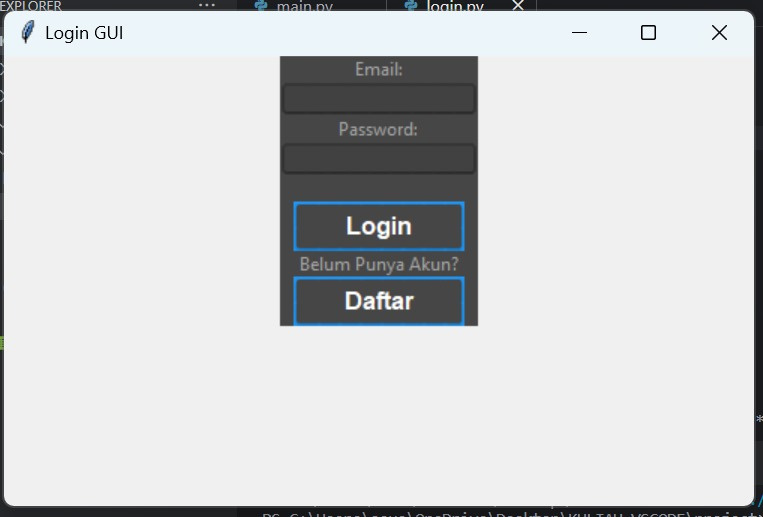 EXPLORER ... main.py login.py
Login GUI
Email:
Password:
Login
Belum Punya Akun?
Daftar